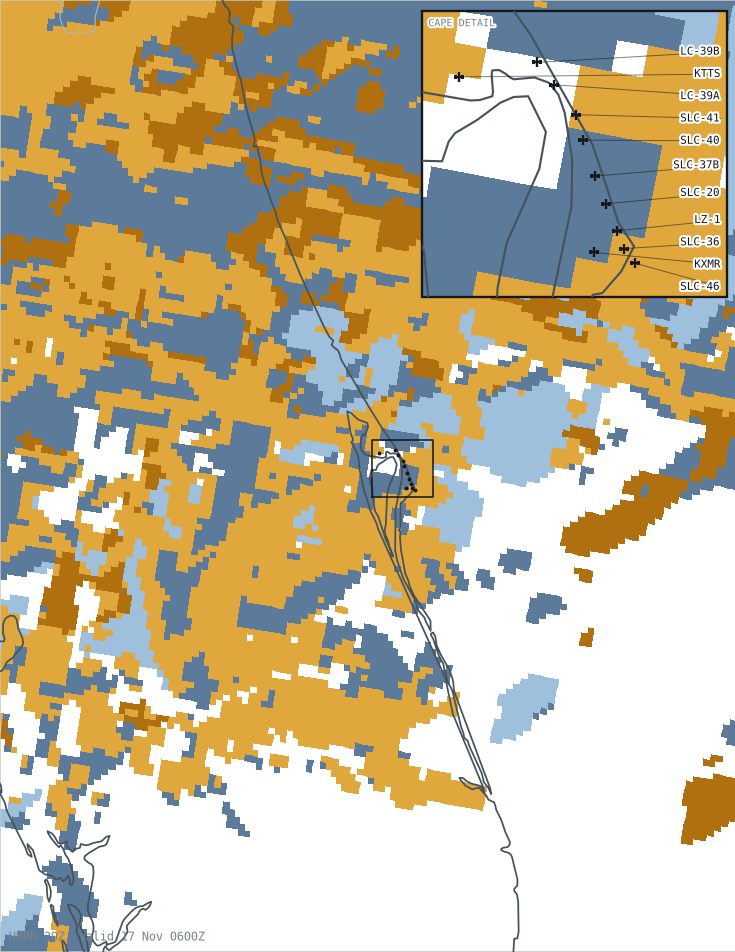 CAPE DETAIL
LC-39B
KTTS
LC-39A
SLC-41
SLC-40
SLC-37B
SLC-20
LZ-1
SLC-36
KXMR
SLC-46
17 Nov 0600Z